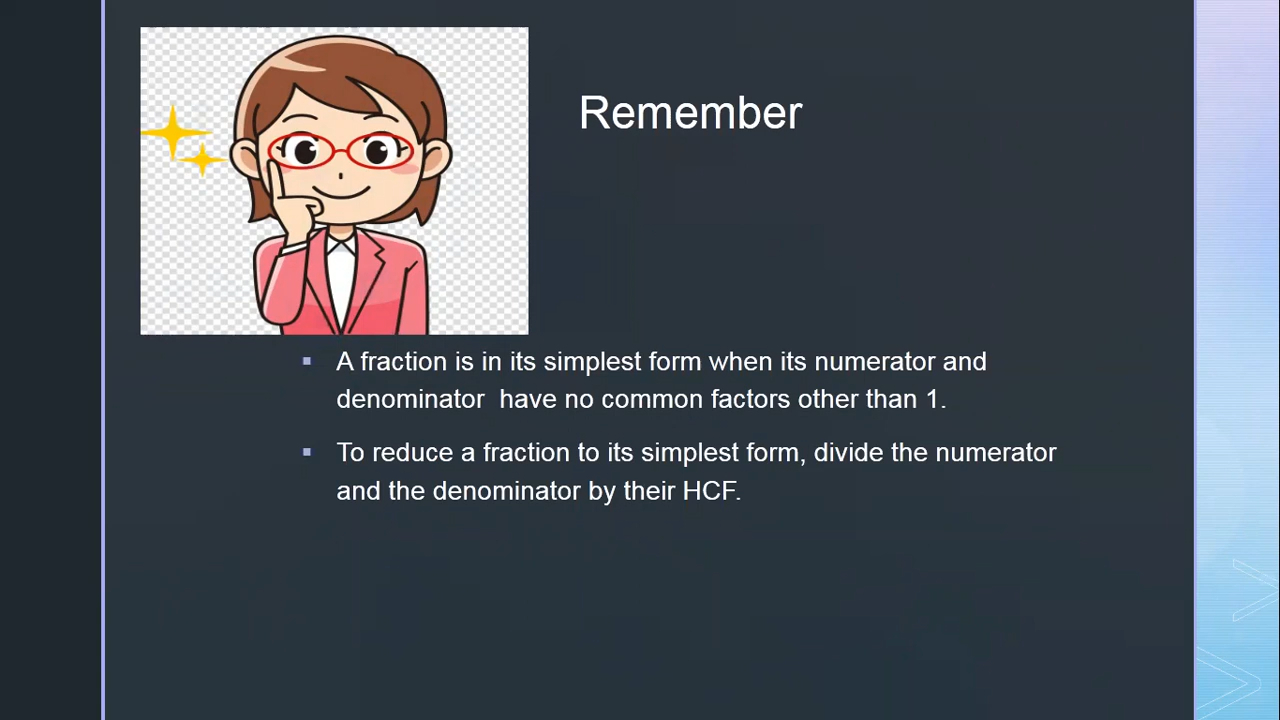 Remember
▪ A fraction is in its simplest form when its numerator and
denominator  have no common factors other than 1.
▪ To reduce a fraction to its simplest form, divide the numerator
and the denominator by their HCF.